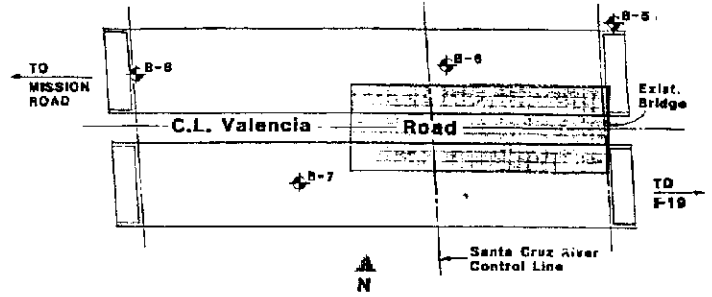 B-5
B-6
B-8
TO
MISSION
ROAD
Exist.
Bridge
C.L. Valencia Road
B-7
TO
I-19
Santa Cruz River
Control Line
N